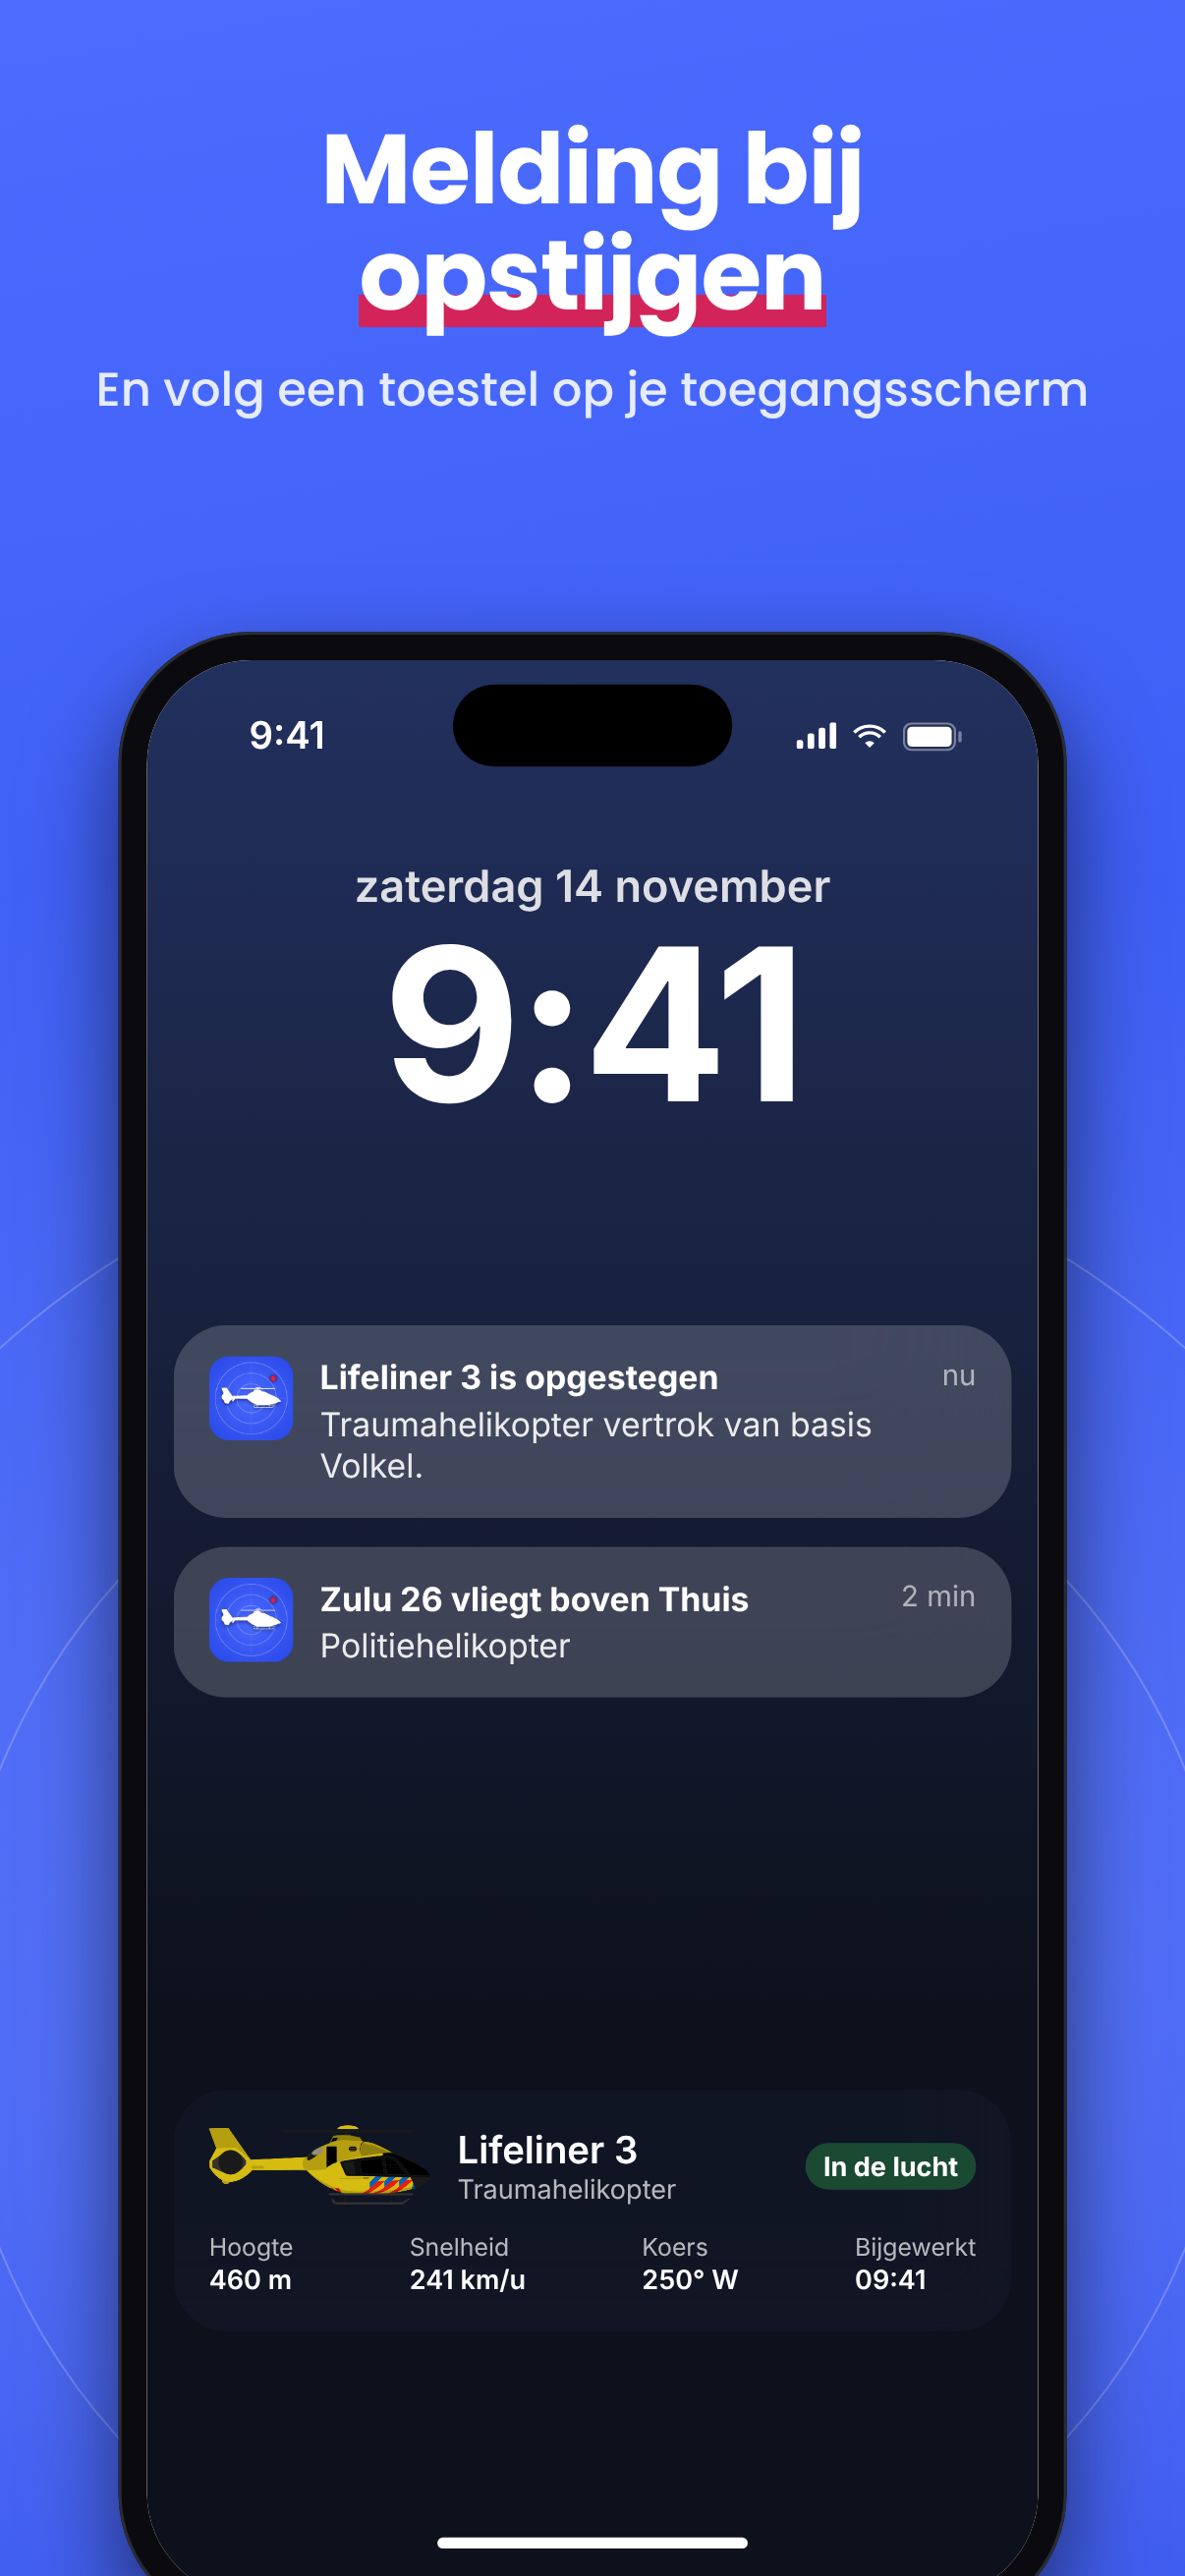 Melding bij
opstijgen
En volg een toestel op je toegangsscherm
9:41
zaterdag 14 november
9:41
Lifeliner 3 is opgestegen
nu
Traumahelikopter vertrok van basis
Volkel.
Zulu 26 vliegt boven Thuis
2 min
Politiehelikopter
Lifeliner 3
Traumahelikopter
In de lucht
Hoogte Snelheid Koers Bijgewerkt
460 m 241 km/u 250° W 09:41